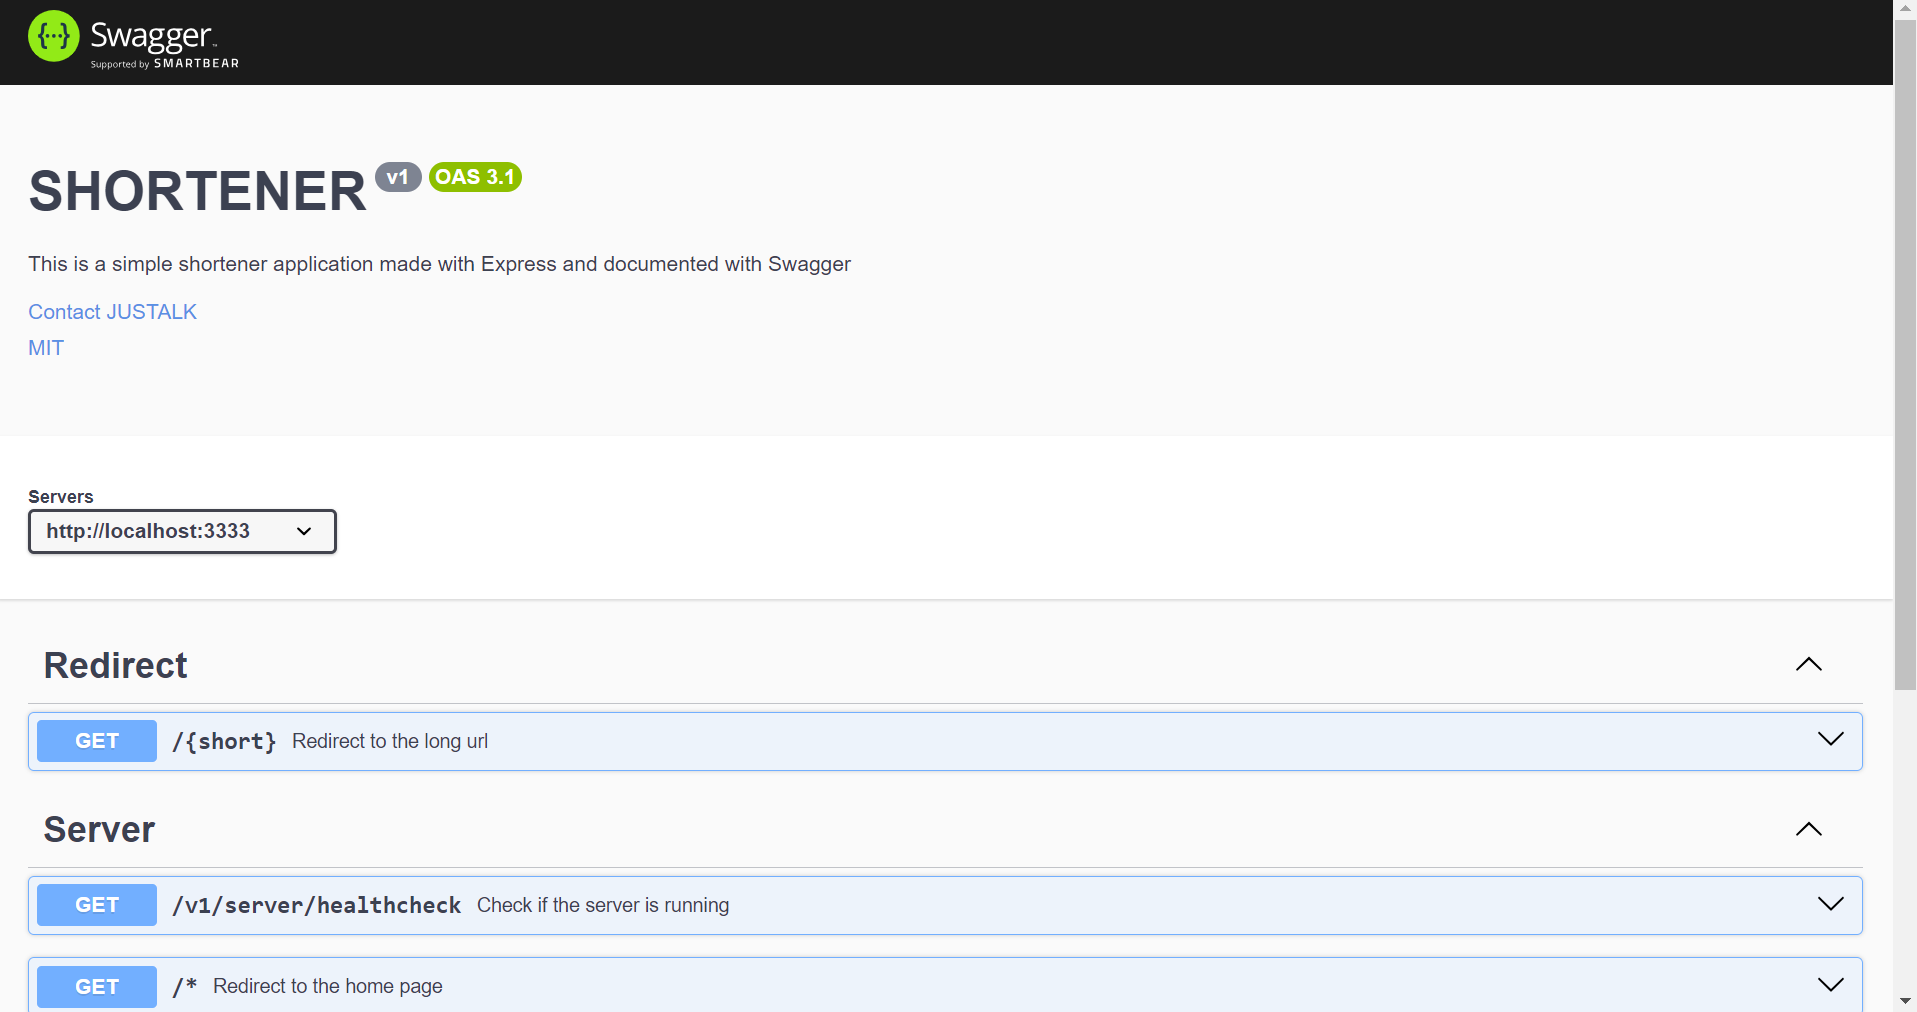 Swagger™
Supported by SMARTBEAR
SHORTENER v1 OAS 3.1
This is a simple shortener application made with Express and documented with Swagger
Contact JUSTALK
MIT
Servers
http://localhost:3333
Redirect
GET /{short} Redirect to the long url
Server
GET /v1/server/healthcheck Check if the server is running
GET /* Redirect to the home page